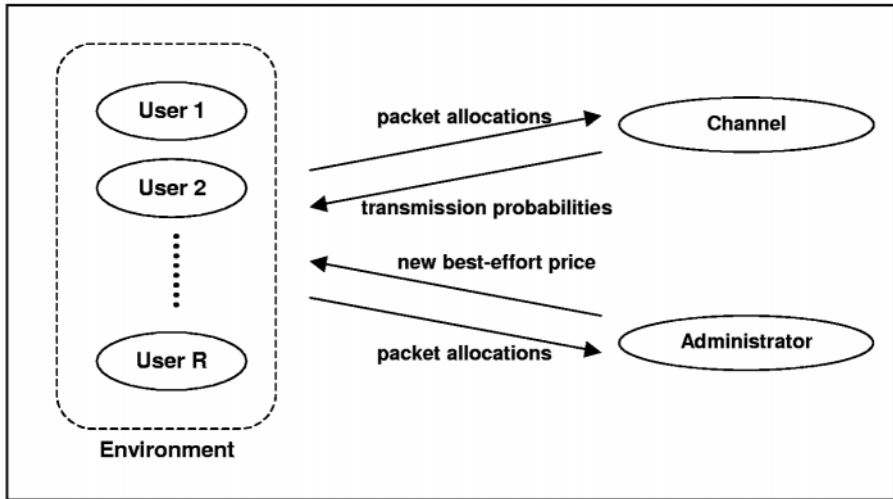 User 1
User 2
User R
Environment
packet allocations
transmission probabilities
new best-effort price
packet allocations
Channel
Administrator